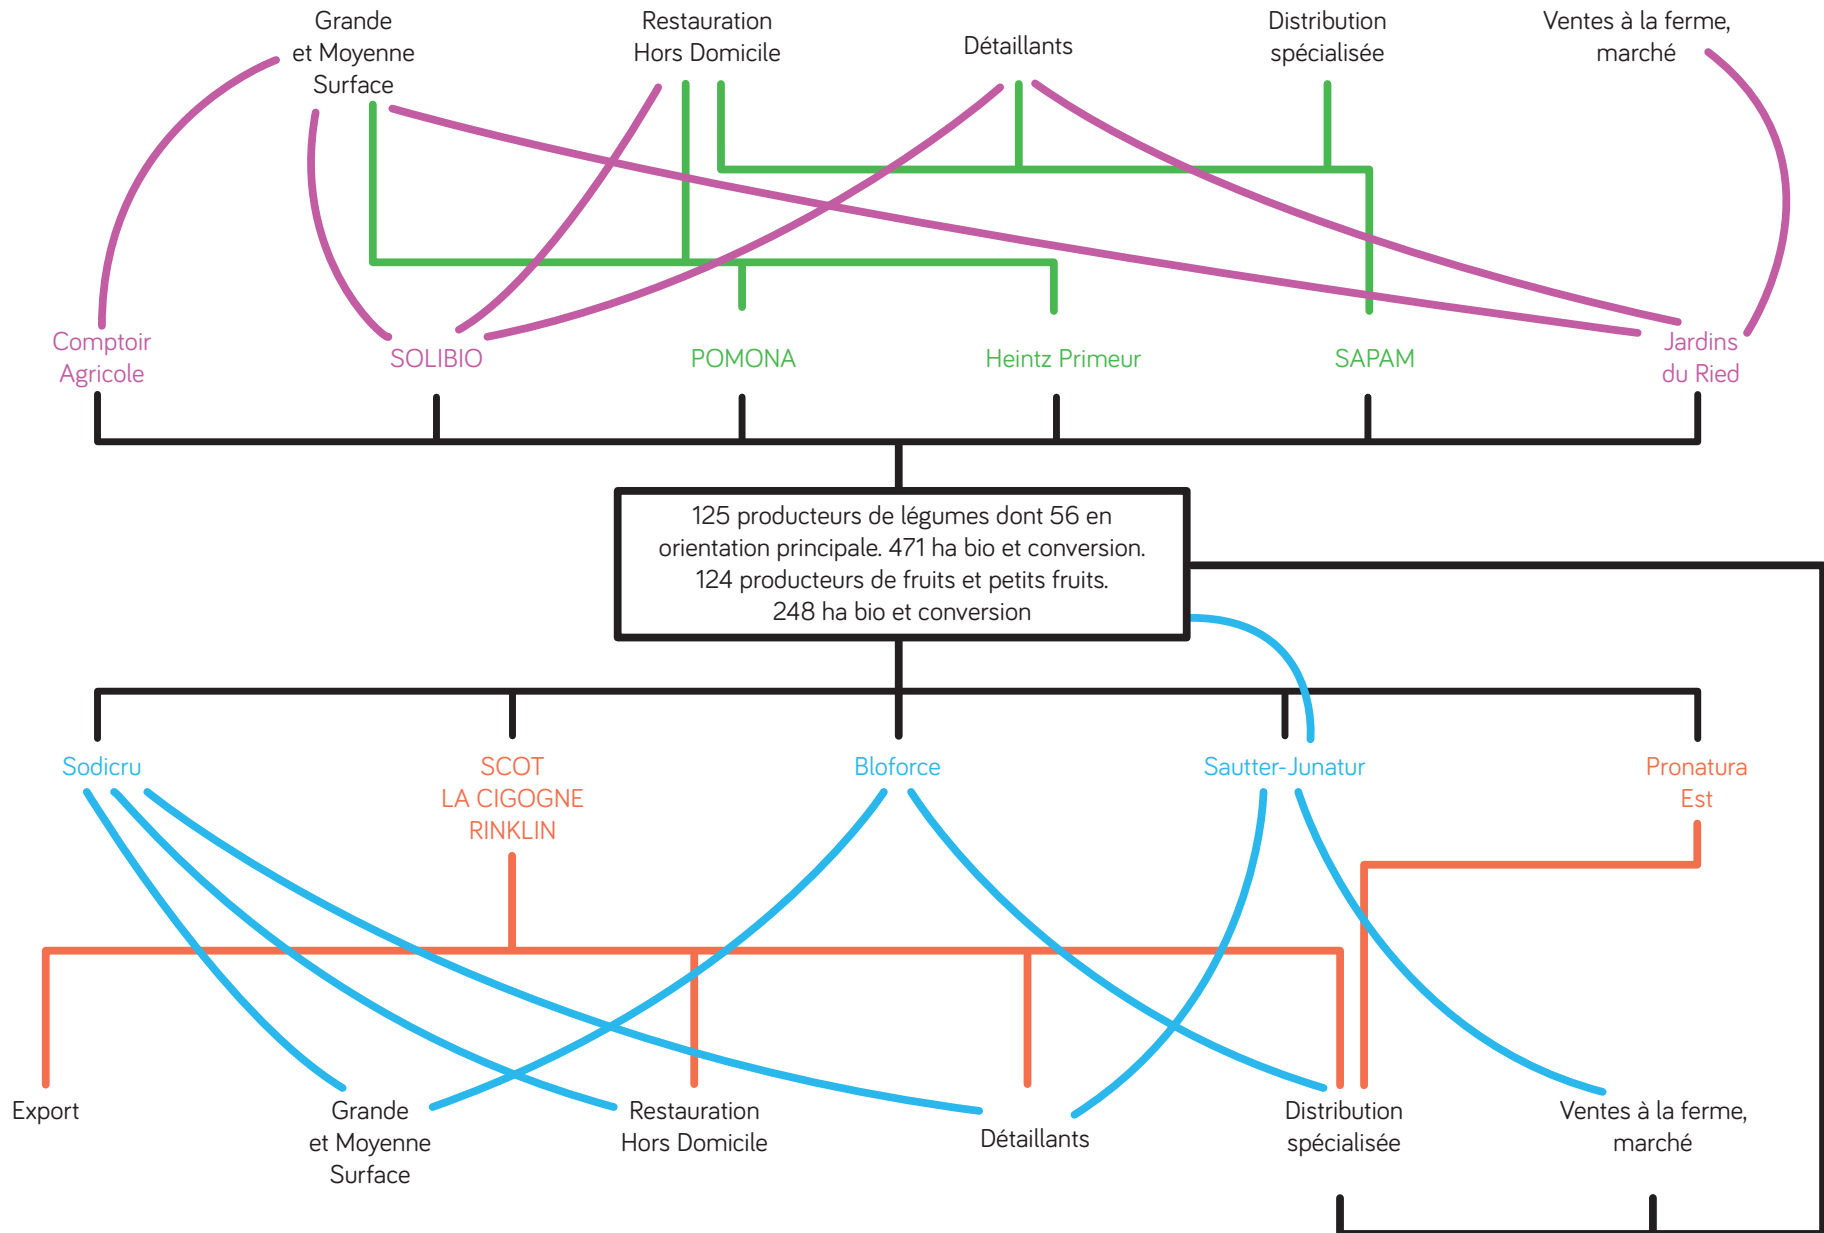 Grande
et Moyenne
Surface
Restauration
Hors Domicile
Détaillants
Distribution
spécialisée
Ventes à la ferme,
marché
Comptoir
Agricole
SOLIBIO
POMONA
Heintz Primeur
SAPAM
Jardins
du Ried
125 producteurs de légumes dont 56 en
orientation principale. 471 ha bio et conversion.
124 producteurs de fruits et petits fruits.
248 ha bio et conversion
Sodicru
SCOT
LA CIGOGNE
RINKLIN
Bloforce
Sautter-Junatur
Pronatura
Est
Export
Grande
et Moyenne
Surface
Restauration
Hors Domicile
Détaillants
Distribution
spécialisée
Ventes à la ferme,
marché